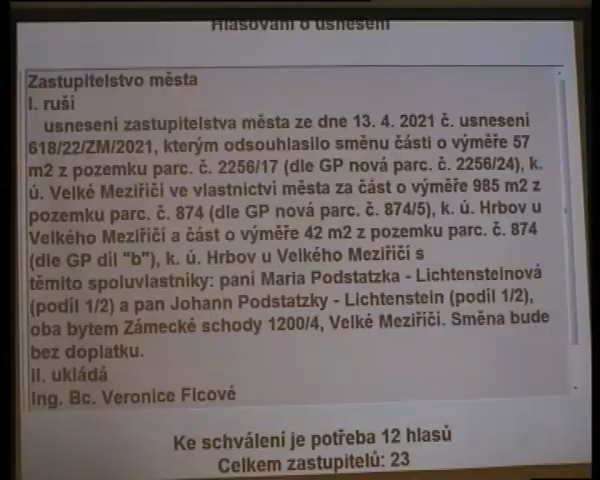 Hlasování o usnesení
Zastupitelstvo města
I. ruší
usnesení zastupitelstva města ze dne 13. 4. 2021 č. usnesení
618/22/ZM/2021, kterým odsouhlasilo směnu části o výměře 57
m2 z pozemku parc. č. 2256/17 (dle GP nová parc. č. 2256/24), k.
ú. Velké Meziříčí ve vlastnictví města za část o výměře 985 m2 z
pozemku parc. č. 874 (dle GP nová parc. č. 874/5), k. ú. Hrbov u
Velkého Meziříčí a část o výměře 42 m2 z pozemku parc. č. 874
(dle GP díl "b"), k. ú. Hrbov u Velkého Meziříčí s
těmito spoluvlastníky: paní Maria Podstatzka - Lichtensteinová
(podíl 1/2) a pan Johann Podstatzky - Lichtenstein (podíl 1/2),
oba bytem Zámecké schody 1200/4, Velké Meziříčí. Směna bude
bez doplatku.
II. ukládá
Ing. Bc. Veronice Ficové
Ke schválení je potřeba 12 hlasů
Celkem zastupitelů: 23